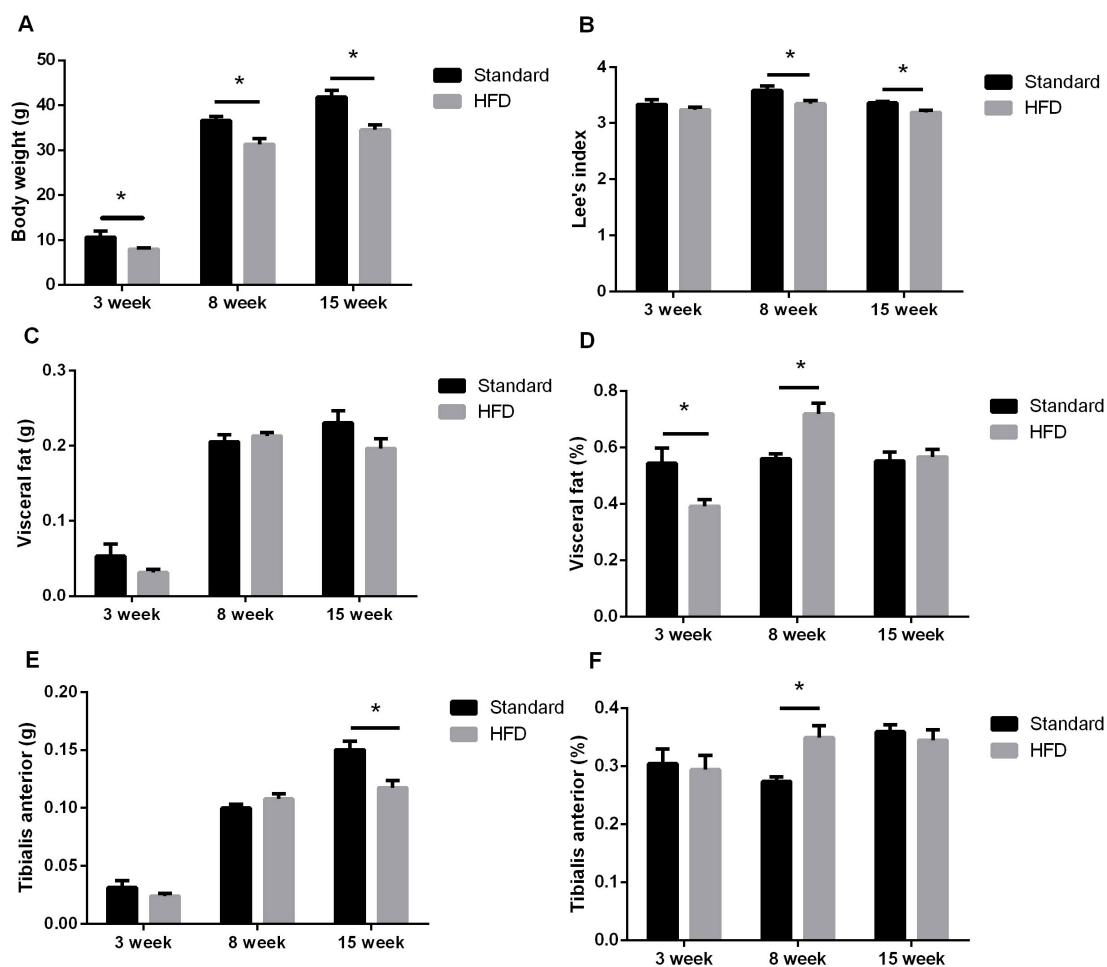 A
Body weight (g)
50
40
30
20
10
0
*
*
*
3 week 8 week 15 week
Standard
HFD
B
Lee's index
4
3
2
1
0
*
*
3 week 8 week 15 week
Standard
HFD
C
Visceral fat (g)
0.3
0.2
0.1
0.0
3 week 8 week 15 week
Standard
HFD
D
Visceral fat (%)
0.8
0.6
0.4
0.2
0.0
*
*
3 week 8 week 15 week
Standard
HFD
E
Tibialis anterior (g)
0.20
0.15
0.10
0.05
0.00
*
3 week 8 week 15 week
Standard
HFD
F
Tibialis anterior (%)
0.4
0.3
0.2
0.1
0.0
*
3 week 8 week 15 week
Standard
HFD